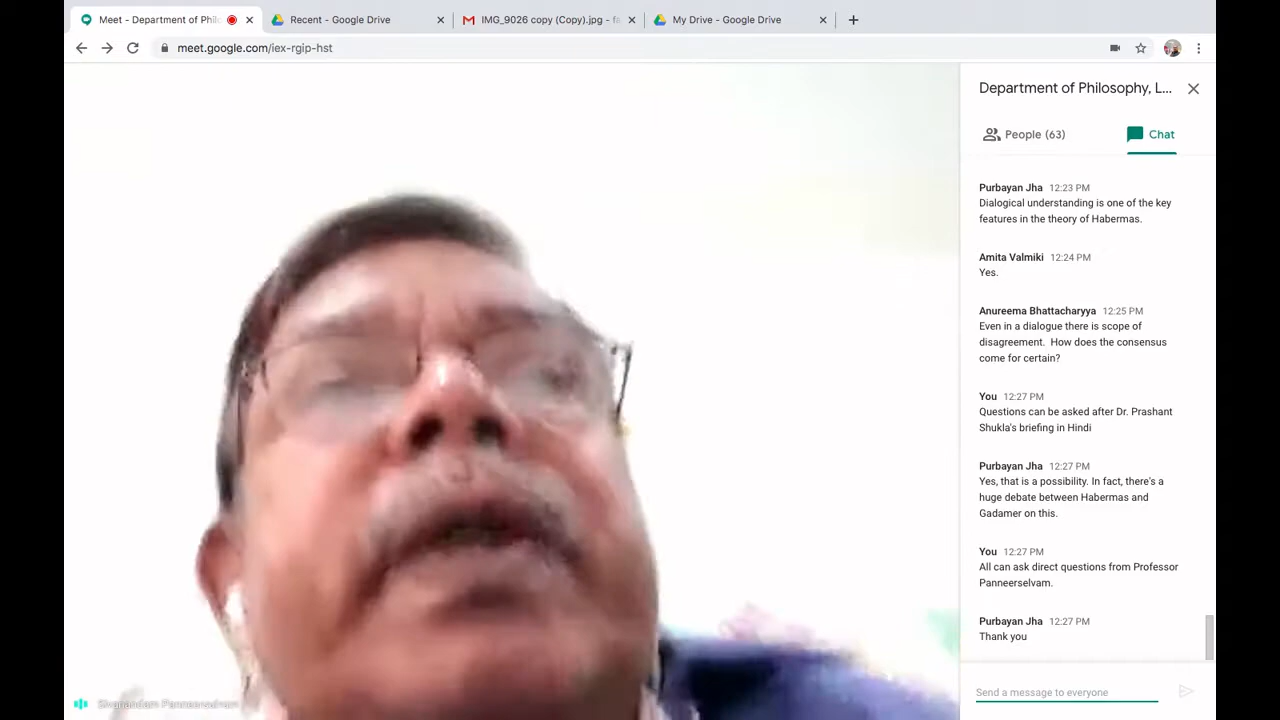 Meet - Department of Philo
Recent - Google Drive
IMG_9026 copy (Copy).jpg - fa
My Drive - Google Drive
meet.google.com/iex-rgip-hst
Department of Philosophy, L...
People (63)
Chat
Purbayan Jha 12:23 PM
Dialogical understanding is one of the key
features in the theory of Habermas.
Amita Valmiki 12:24 PM
Yes.
Anureema Bhattacharyya 12:25 PM
Even in a dialogue there is scope of
disagreement. How does the consensus
come for certain?
You 12:27 PM
Questions can be asked after Dr. Prashant
Shukla's briefing in Hindi
Purbayan Jha 12:27 PM
Yes, that is a possibility. In fact, there's a
huge debate between Habermas and
Gadamer on this.
You 12:27 PM
All can ask direct questions from Professor
Panneerselvam.
Purbayan Jha 12:27 PM
Thank you
Send a message to everyone
Panneerselvam